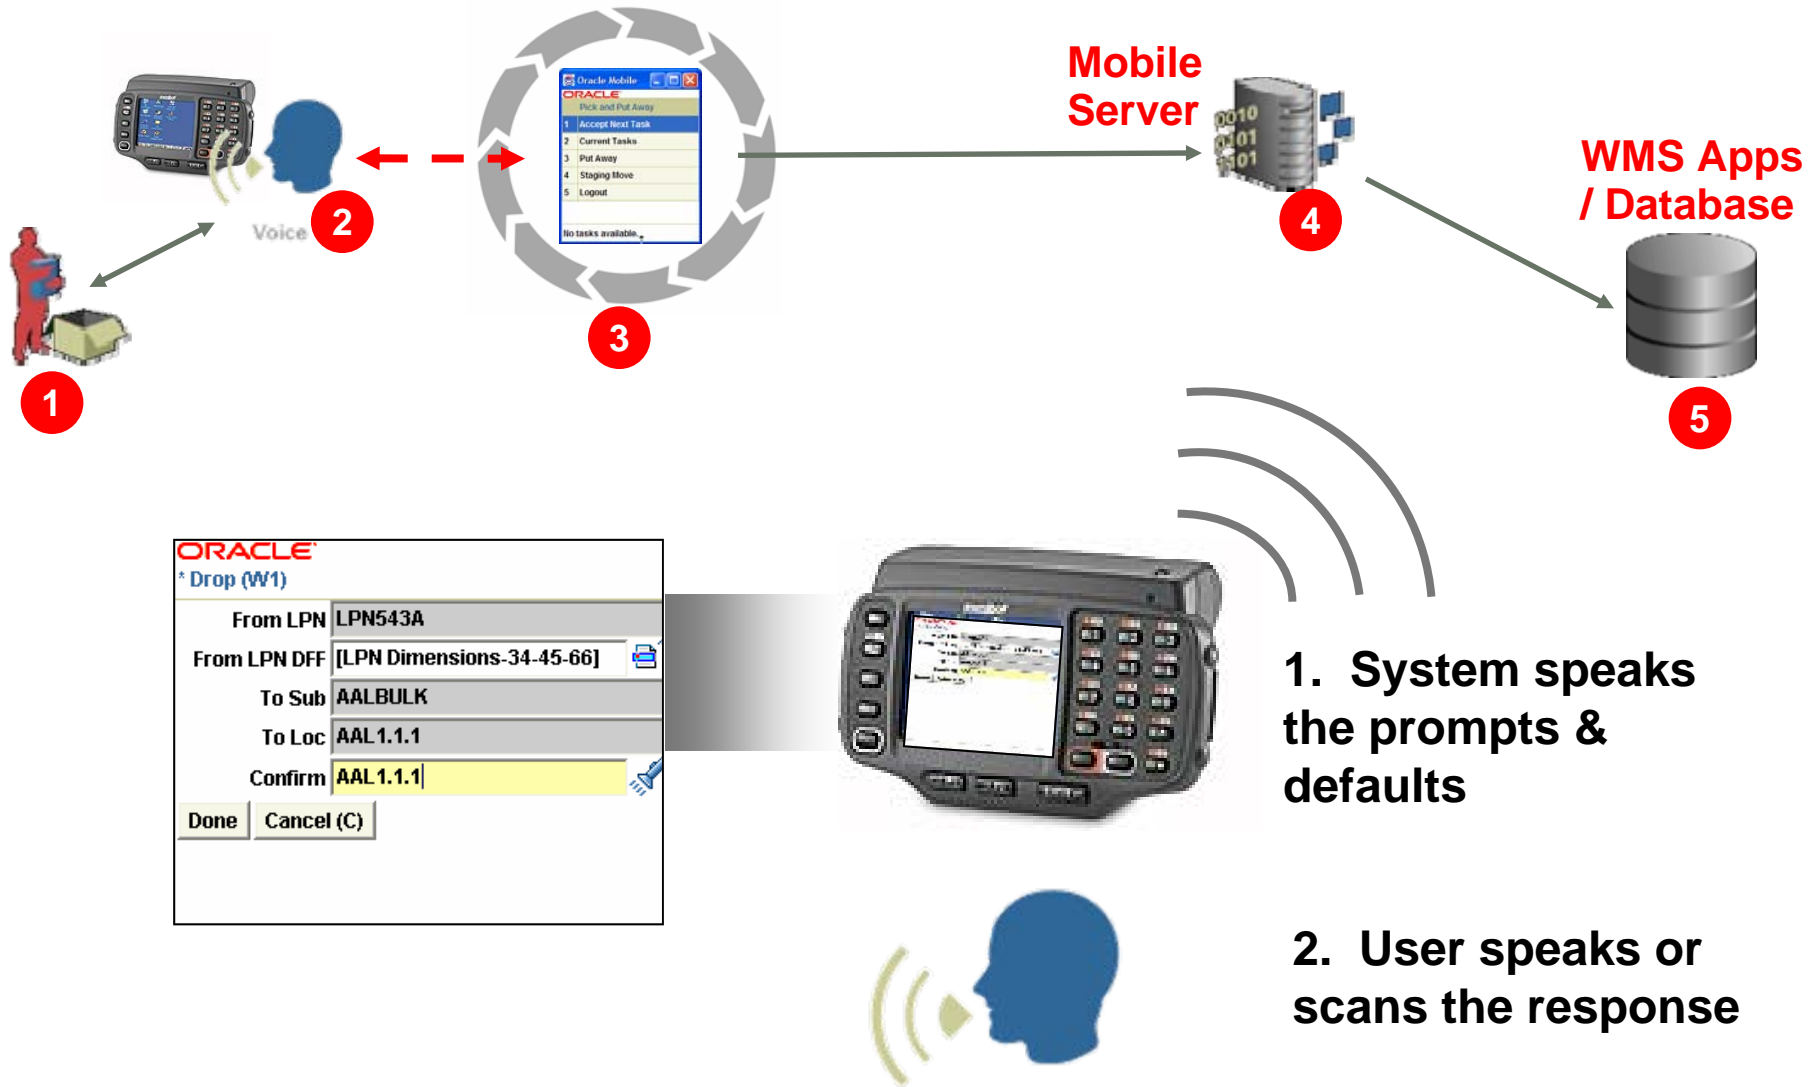 Mobile
Server
WMS Apps
/ Database
Oracle Mobile
ORACLE
Pick and Put Away
1 Accept Next Task
2 Current Tasks
3 Put Away
4 Staging Move
5 Logout
No tasks available.
0010
0101
1101
Voice
1
2
3
4
5
ORACLE
* Drop (W1)
From LPN LPN543A
From LPN DFF [LPN Dimensions-34-45-66]
To Sub AALBULK
To Loc AAL1.1.1
Confirm AAL1.1.1
Done Cancel (C)
1. System speaks
the prompts &
defaults
2. User speaks or
scans the response